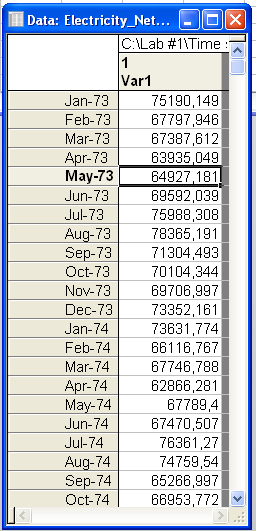 Data: Electricity_Net...
C:\Lab #1\Time s
1
Var1
Jan-73 75190,149
Feb-73 67797,946
Mar-73 67387,612
Apr-73 63935,049
May-73 64927,181
Jun-73 69592,039
Jul-73 75988,308
Aug-73 78365,191
Sep-73 71304,493
Oct-73 70104,344
Nov-73 69706,997
Dec-73 73352,161
Jan-74 73631,774
Feb-74 66116,767
Mar-74 67746,788
Apr-74 62866,281
May-74 67789,4
Jun-74 67470,507
Jul-74 76361,27
Aug-74 74759,54
Sep-74 65266,997
Oct-74 66953,772